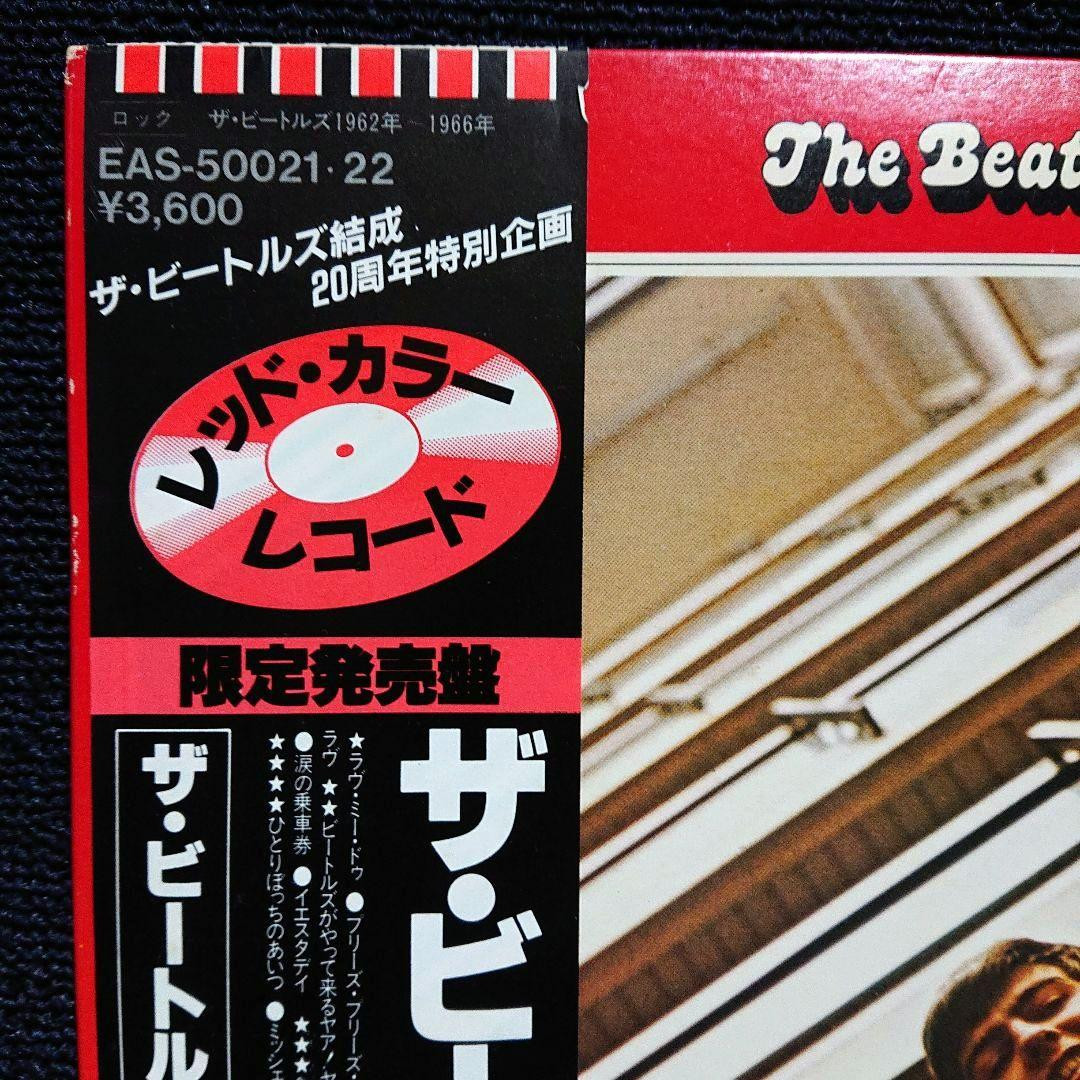 ロック ザ・ビートルズ1962年〜1966年
EAS-50021・22
¥3,600
ザ・ビートルズ結成
20周年特別企画
レッド・カラー
レコード
限定発売盤
The Beat
ザ・ビ
★ラヴ・ミー・ドゥ ●プリーズ・プリーズ・
ラヴ ★★ビートルズがやって来るヤァ!ヤ
●涙の乗車券 ●イエスタデイ ★★★
★★★★ひとりぼっちのあいつ ●ミッシェ
ザ・ビートル